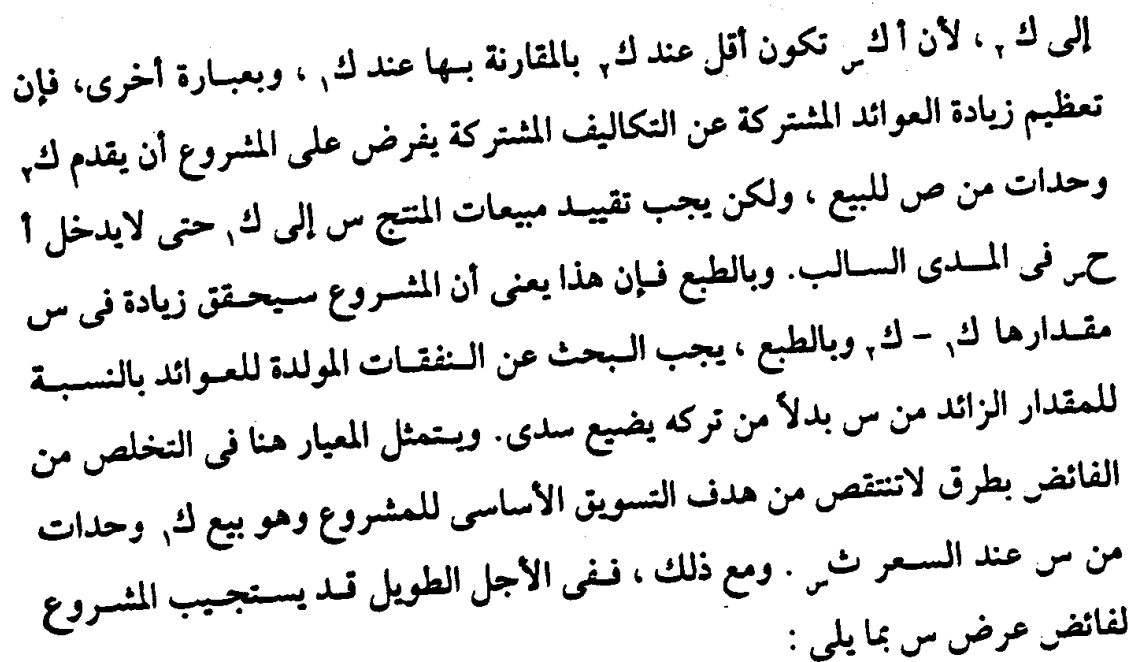 إلى ك٢ ، لأن أ ك‍س تكون أقل عند ك٢ بالمقارنة بها عند ك١ ، وبعبارة أخرى، فإن
تعظيم زيادة العوائد المشتركة عن التكاليف المشتركة يفرض على المشروع أن يقدم ك٢
وحدات من ص للبيع ، ولكن يجب تقييد مبيعات المنتج س إلى ك١ حتى لايدخل أ
ح‍س فى المدى السالب. وبالطبع فإن هذا يعنى أن المشروع سيحقق زيادة فى س
مقدارها ك١ - ك٢ وبالطبع ، يجب البحث عن النفقات المولدة للعوائد بالنسبة
للمقدار الزائد من س بدلاً من تركه يضيع سدى. ويتمثل المعيار هنا فى التخلص من
الفائض بطرق لاتنتقص من هدف التسويق الأساسى للمشروع وهو بيع ك١ وحدات
من س عند السعر ث‍س . ومع ذلك ، ففى الأجل الطويل قد يستجيب المشروع
لفائض عرض س بما يلى :